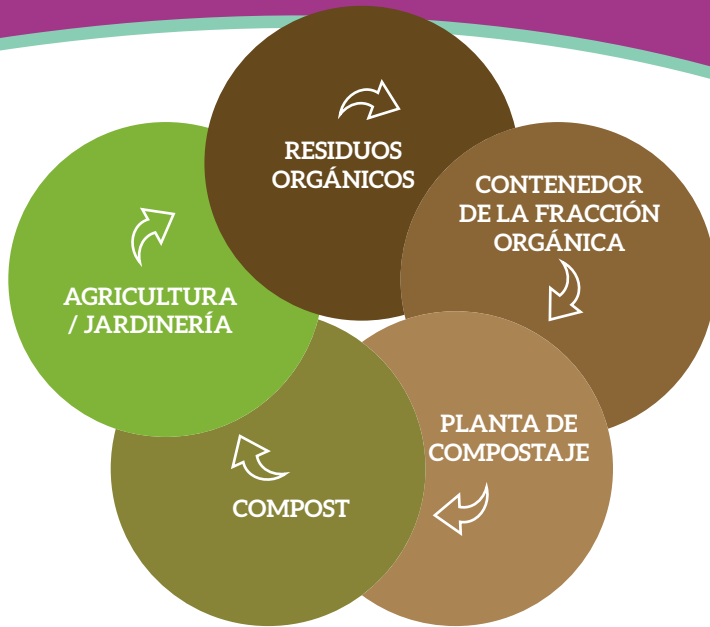 RESIDUOS
ORGÁNICOS
CONTENEDOR
DE LA FRACCIÓN
ORGÁNICA
PLANTA DE
COMPOSTAJE
COMPOST
AGRICULTURA
/ JARDINERÍA